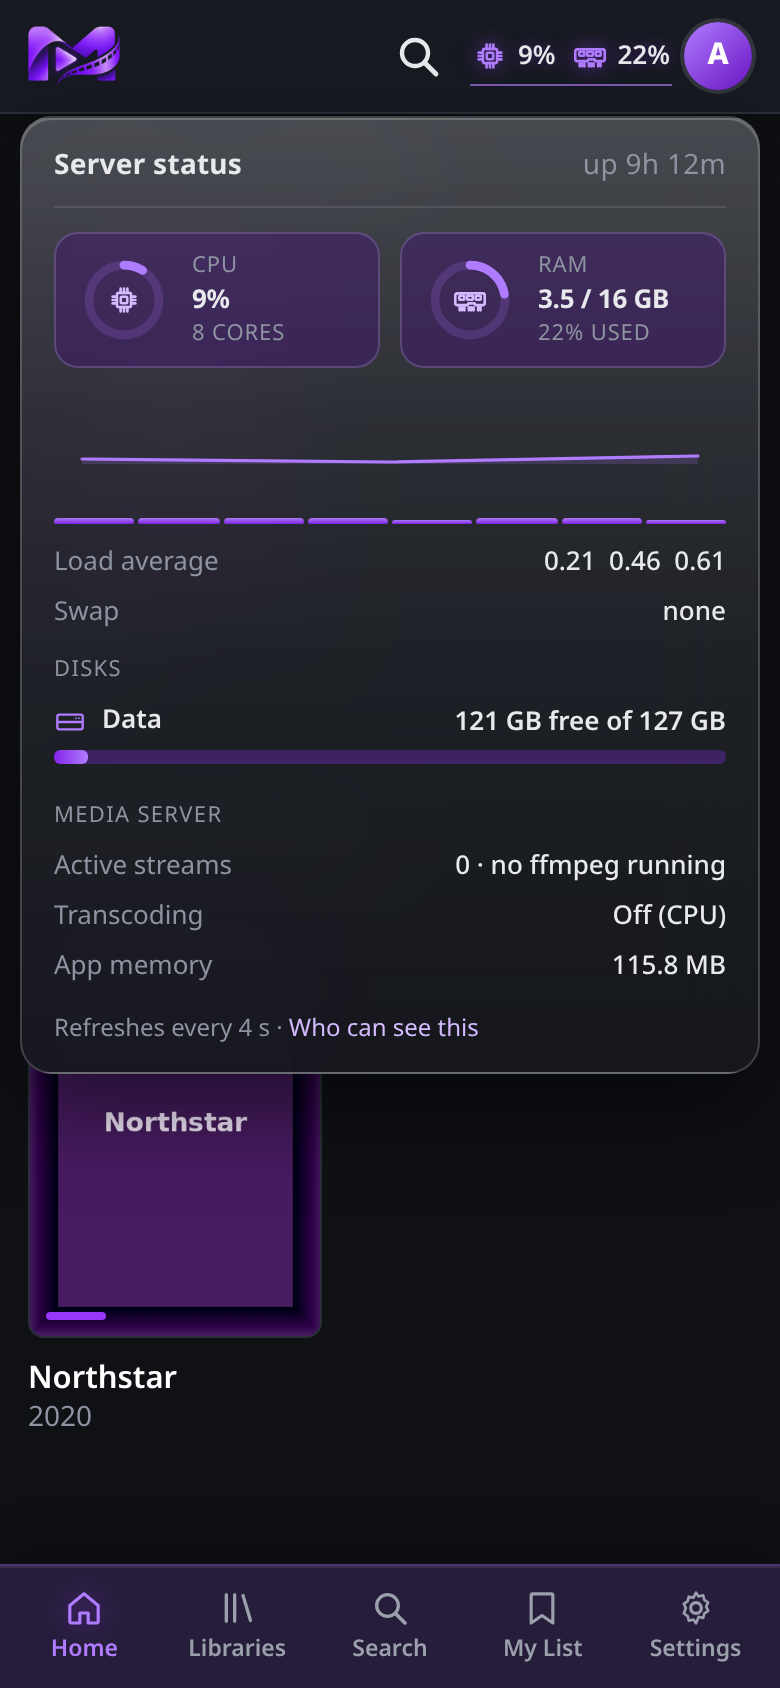 9% 22% A
Server status up 9h 12m
CPU
9%
8 CORES
RAM
3.5 / 16 GB
22% USED
Load average 0.21 0.46 0.61
Swap none
DISKS
Data 121 GB free of 127 GB
MEDIA SERVER
Active streams 0 · no ffmpeg running
Transcoding Off (CPU)
App memory 115.8 MB
Refreshes every 4 s · Who can see this
Northstar
Northstar
2020
Home Libraries Search My List Settings